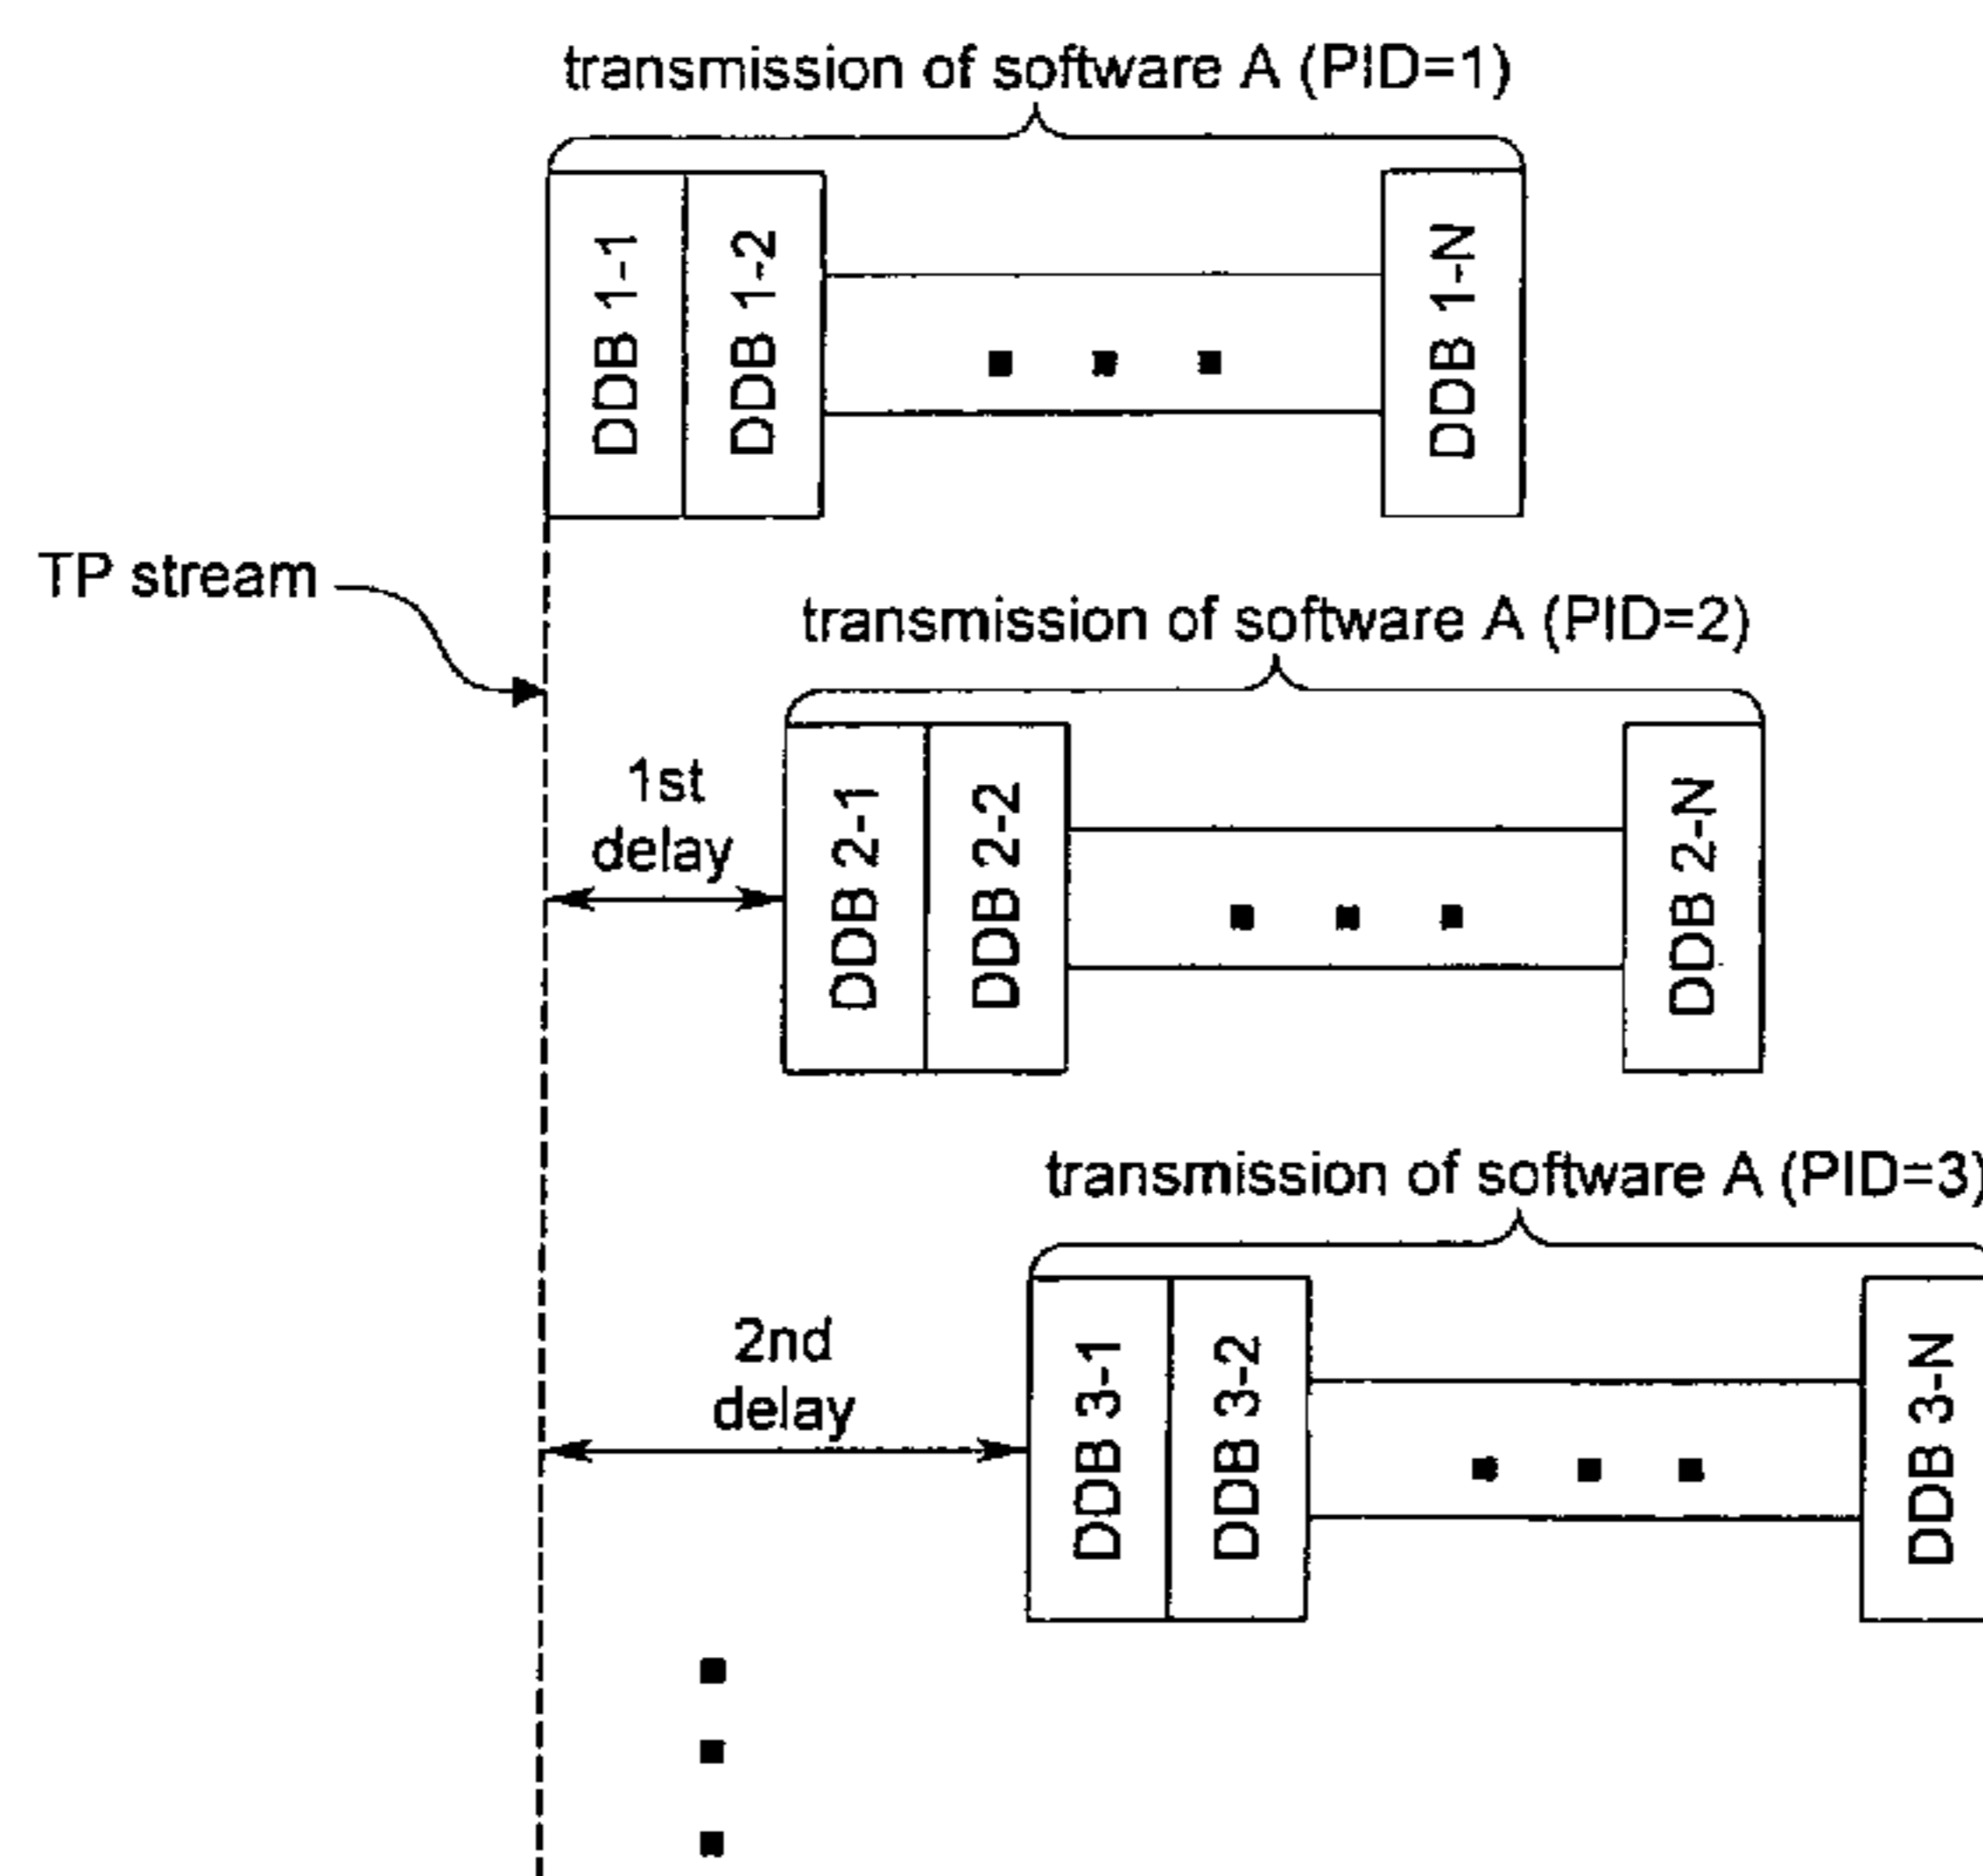 transmission of software A (PID=1)
DDB 1-1
DDB 1-2
DDB 1-N
TP stream
transmission of software A (PID=2)
1st
delay
DDB 2-1
DDB 2-2
DDB 2-N
transmission of software A (PID=3)
2nd
delay
DDB 3-1
DDB 3-2
DDB 3-N